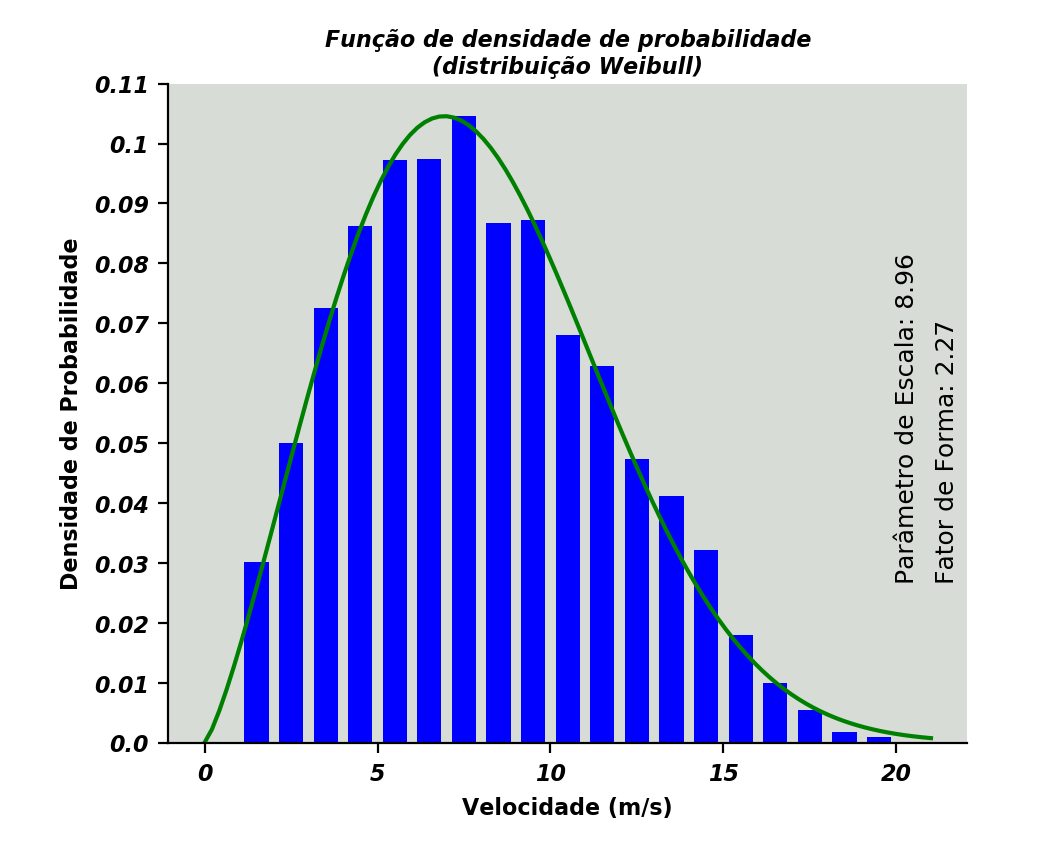 Função de densidade de probabilidade
(distribuição Weibull)
Densidade de Probabilidade
0.11
0.1
0.09
0.08
0.07
0.06
0.05
0.04
0.03
0.02
0.01
0.0
Parâmetro de Escala: 8.96
Fator de Forma: 2.27
0
5
10
15
20
Velocidade (m/s)